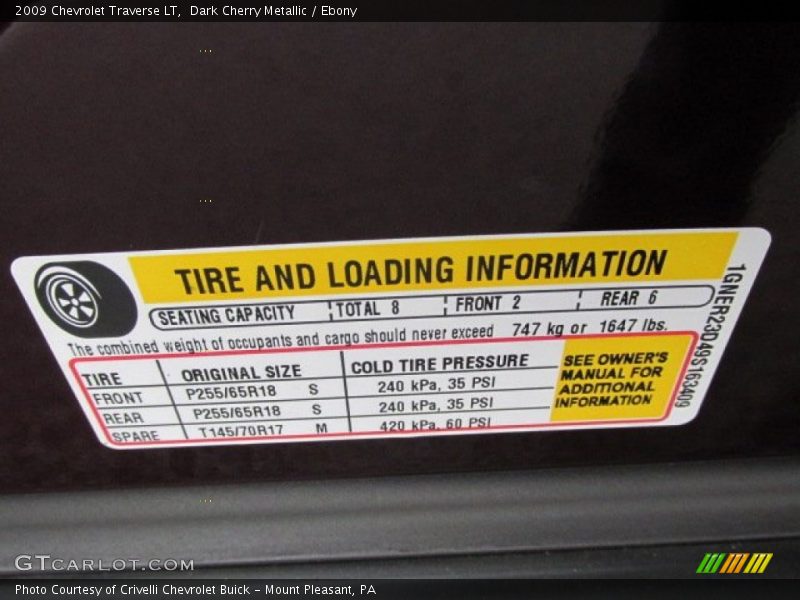 2009 Chevrolet Traverse LT,  Dark Cherry Metallic / Ebony
TIRE AND LOADING INFORMATION
SEATING CAPACITY TOTAL 8 FRONT 2 REAR 6
The combined weight of occupants and cargo should never exceed 747 kg or 1647 lbs.
TIRE ORIGINAL SIZE COLD TIRE PRESSURE
FRONT P255/65R18 S 240 kPa, 35 PSI
REAR P255/65R18 S 240 kPa, 35 PSI
SPARE T145/70R17 M 420 kPa, 60 PSI
SEE OWNER'S
MANUAL FOR
ADDITIONAL
INFORMATION
1GNER23D49S163409
GTCARLOT.COM
Photo Courtesy of Crivelli Chevrolet Buick – Mount Pleasant, PA